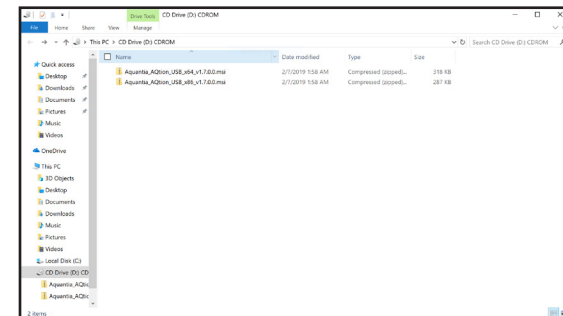 Drive Tools CD Drive (D:) CDROM
File Home Share View Manage
This PC > CD Drive (D:) CDROM
Search CD Drive (D:) CDROM
Name Date modified Type Size
Aquantia_AQtion_USB_x64_v1.7.0.0.msi 2/7/2019 1:58 AM Compressed (zipped)... 318 KB
Aquantia_AQtion_USB_x86_v1.7.0.0.msi 2/7/2019 1:58 AM Compressed (zipped)... 287 KB
Quick access
Desktop
Downloads
Documents
Pictures
Music
Videos
OneDrive
This PC
3D Objects
Desktop
Documents
Downloads
Music
Pictures
Videos
Local Disk (C:)
CD Drive (D:) CD
Aquantia_AQtic
Aquantia_AQtic
2 items